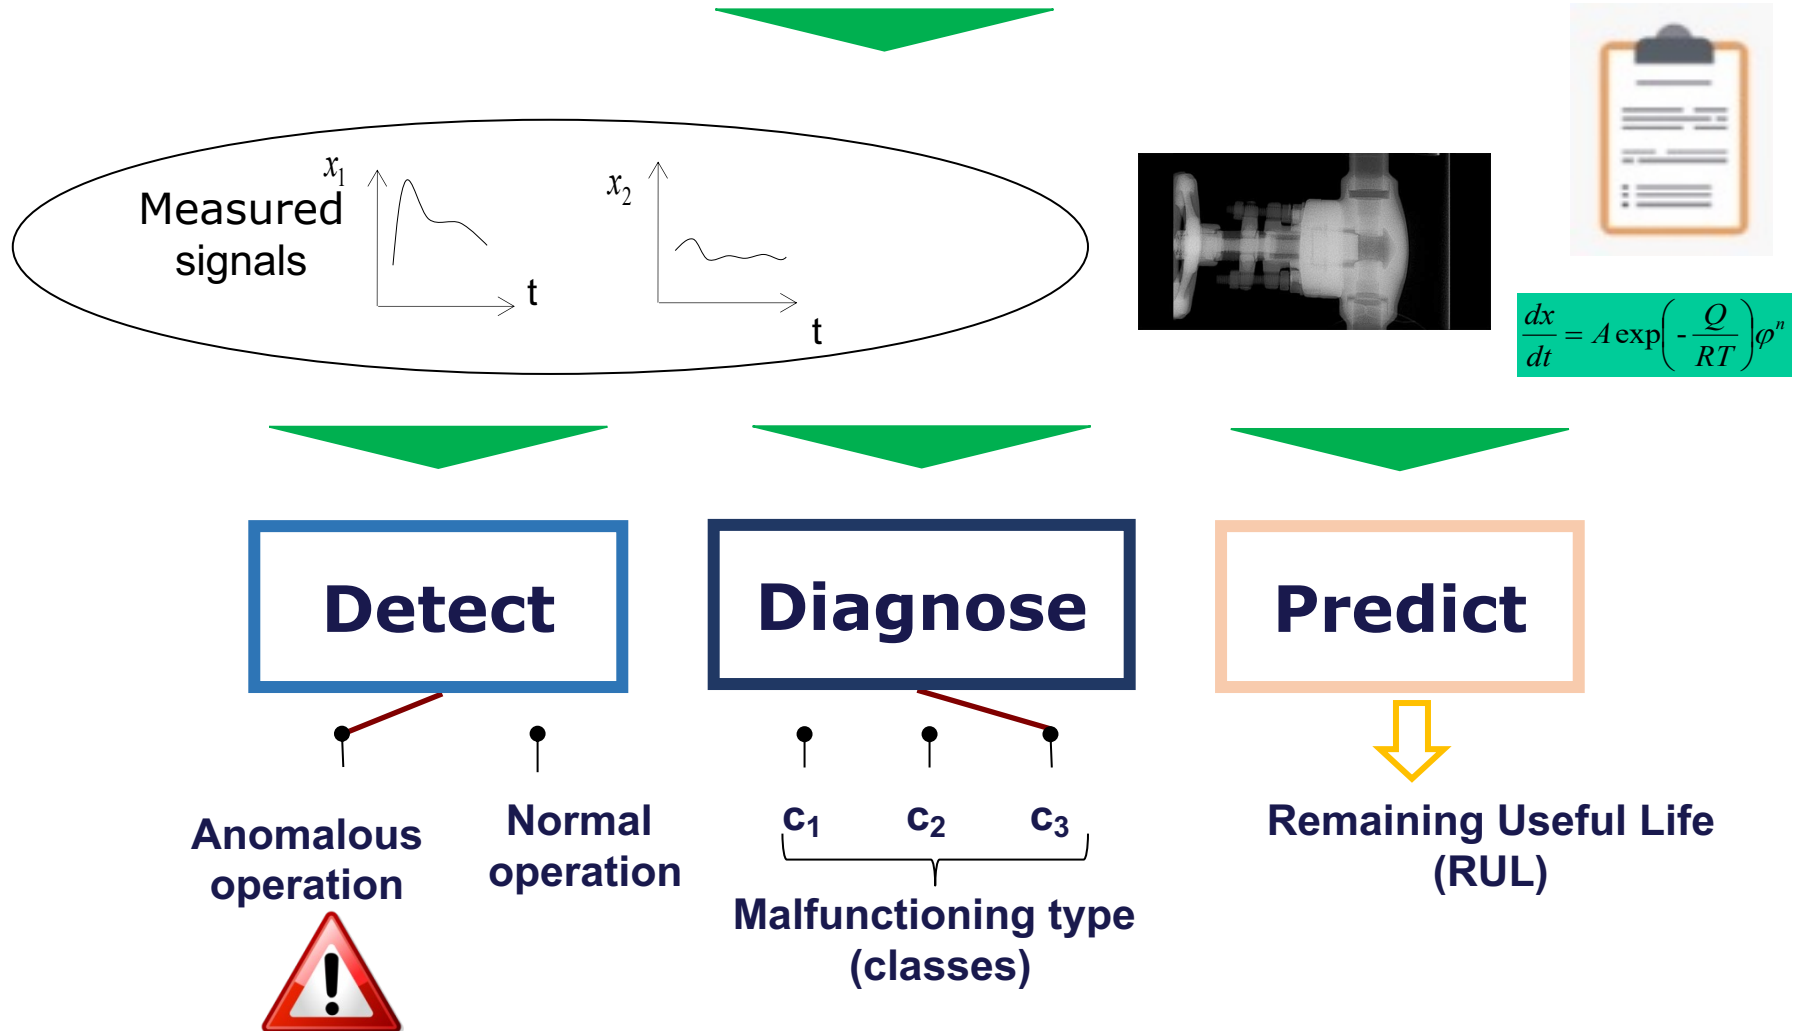 x₁
x₂
Measured
signals
t
t
dx/dt = A exp(-Q/RT)φⁿ
Detect
Diagnose
Predict
Anomalous
operation
Normal
operation
c₁ c₂ c₃
Malfunctioning type
(classes)
Remaining Useful Life
(RUL)